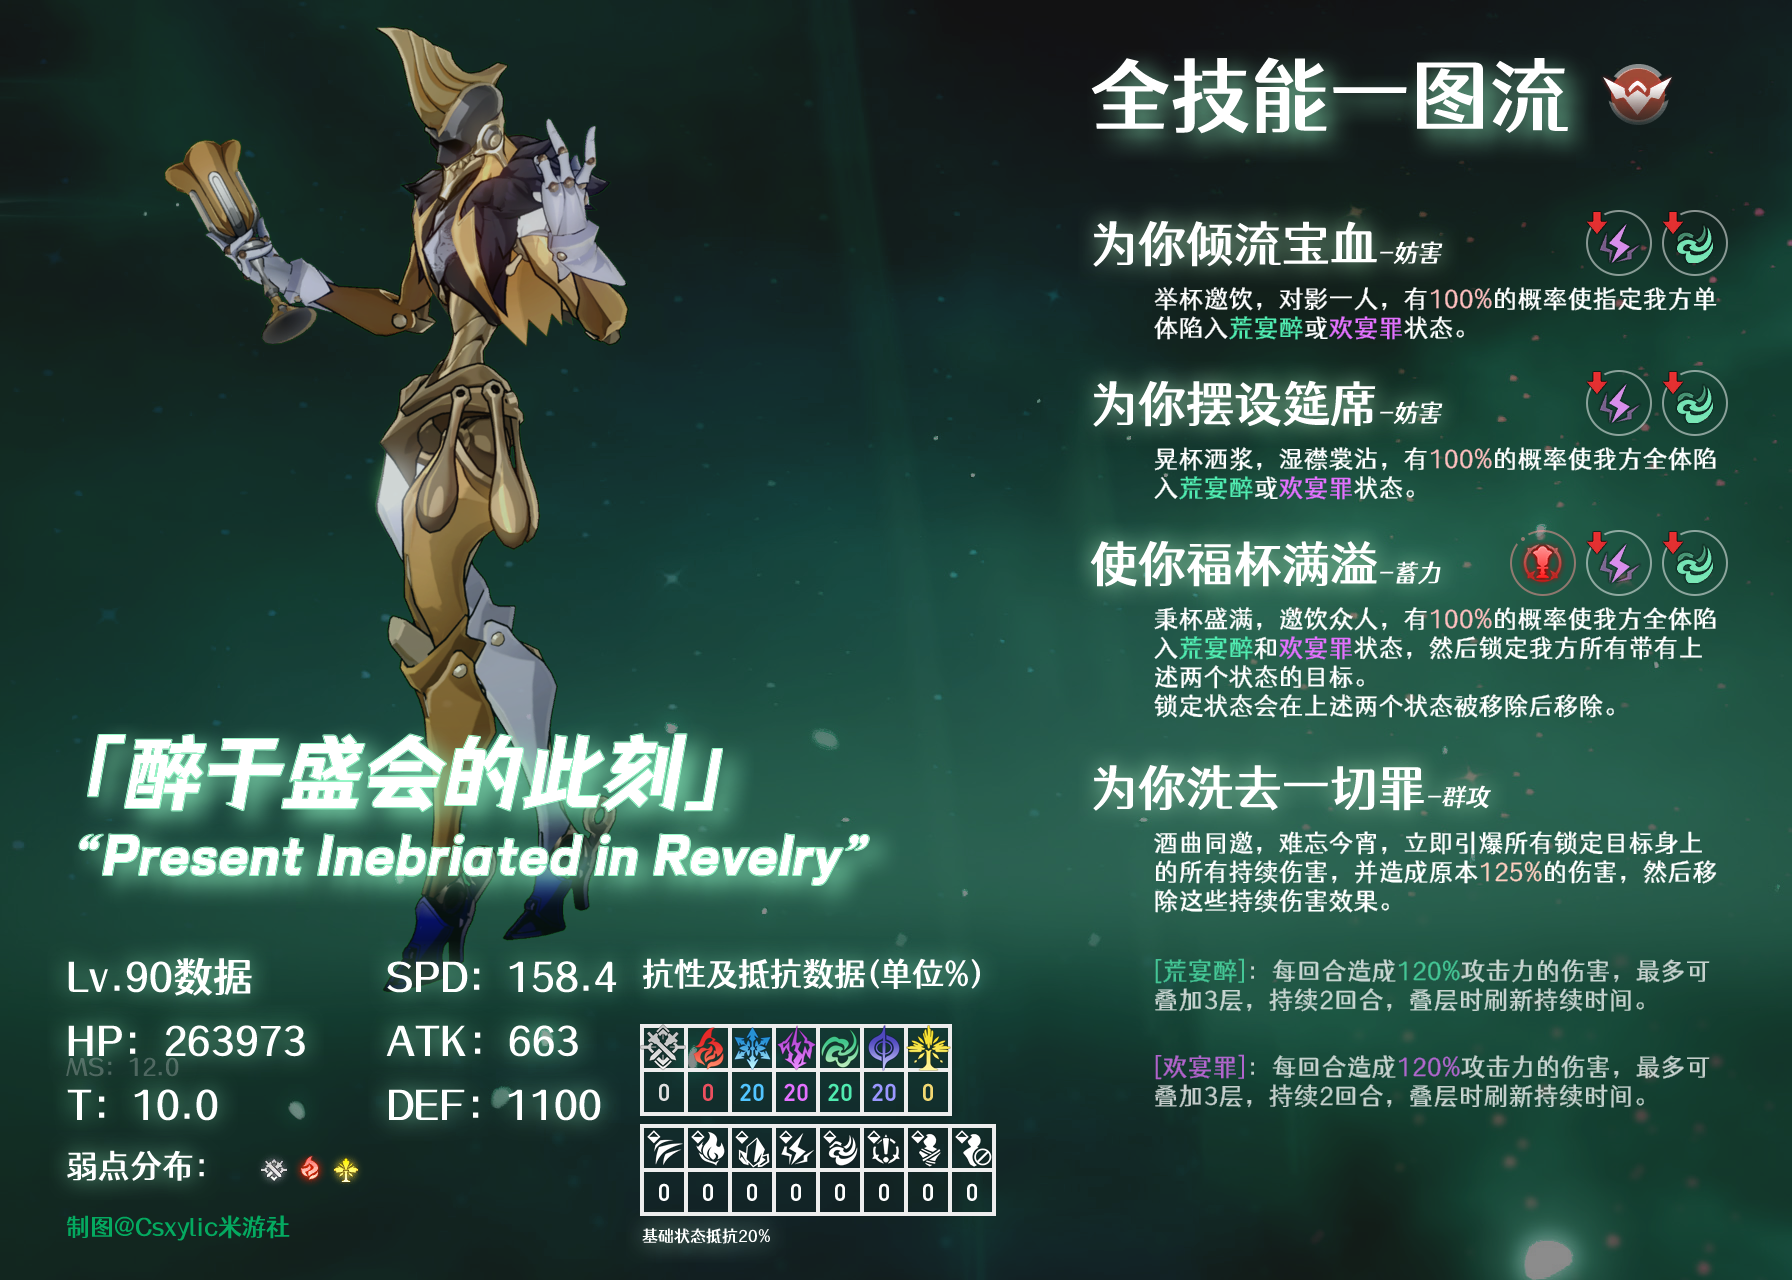 全技能一图流
为你倾流宝血-妨害
举杯邀饮，对影一人，有100%的概率使指定我方单
体陷入荒宴醉或欢宴罪状态。
为你摆设筵席-妨害
晃杯洒浆，湿襟裳沾，有100%的概率使我方全体陷
入荒宴醉或欢宴罪状态。
使你福杯满溢-蓄力
秉杯盛满，邀饮众人，有100%的概率使我方全体陷
入荒宴醉和欢宴罪状态，然后锁定我方所有带有上
述两个状态的目标。
锁定状态会在上述两个状态被移除后移除。
为你洗去一切罪-群攻
酒曲同邀，难忘今宵，立即引爆所有锁定目标身上
的所有持续伤害，并造成原本125%的伤害，然后移
除这些持续伤害效果。
[荒宴醉]：每回合造成120%攻击力的伤害，最多可
叠加3层，持续2回合，叠层时刷新持续时间。
[欢宴罪]：每回合造成120%攻击力的伤害，最多可
叠加3层，持续2回合，叠层时刷新持续时间。
「醉于盛会的此刻」
“Present Inebriated in Revelry”
Lv.90数据
SPD：158.4
HP：263973
ATK：663
MS：12.0
T：10.0
DEF：1100
弱点分布：
制图@Csxylic米游社
抗性及抵抗数据(单位%)
0 0 20 20 20 20 0
0 0 0 0 0 0 0 0
基础状态抵抗20%